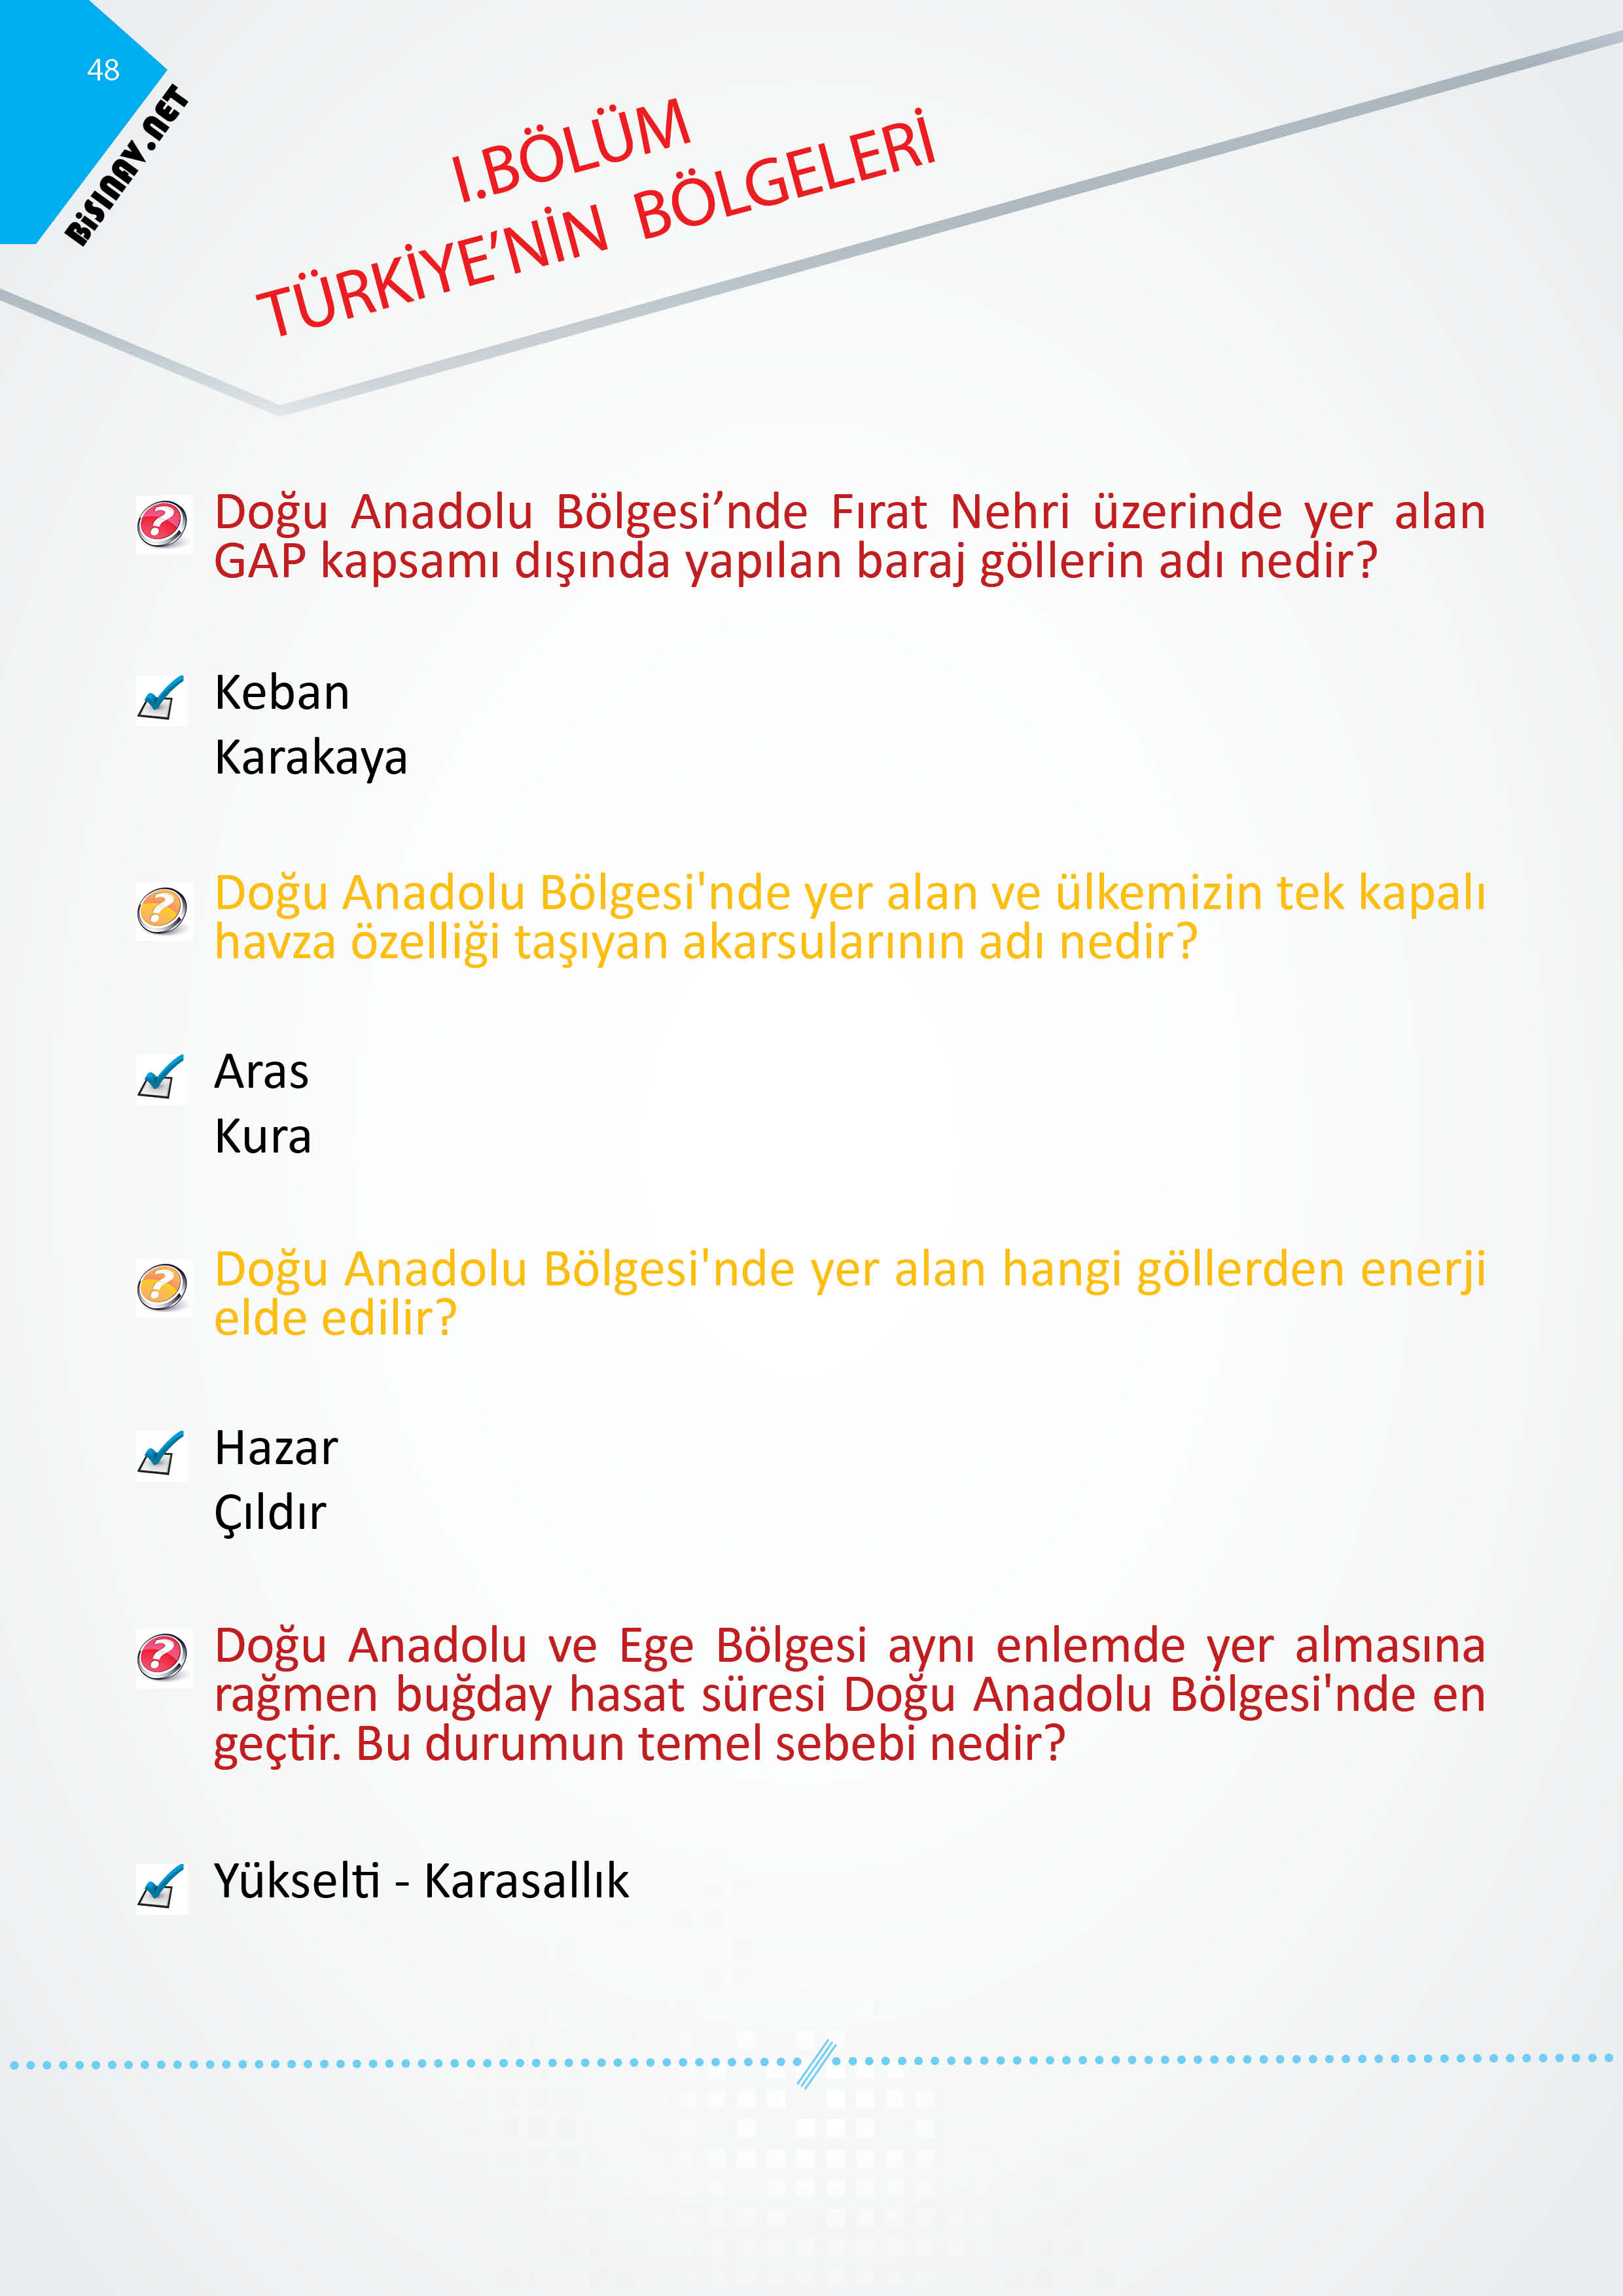 48
BiSINAV.NET
I.BÖLÜM
TÜRKİYE’NİN BÖLGELERİ
Doğu Anadolu Bölgesi’nde Fırat Nehri üzerinde yer alan
GAP kapsamı dışında yapılan baraj göllerin adı nedir?
Keban
Karakaya
Doğu Anadolu Bölgesi'nde yer alan ve ülkemizin tek kapalı
havza özelliği taşıyan akarsularının adı nedir?
Aras
Kura
Doğu Anadolu Bölgesi'nde yer alan hangi göllerden enerji
elde edilir?
Hazar
Çıldır
Doğu Anadolu ve Ege Bölgesi aynı enlemde yer almasına
rağmen buğday hasat süresi Doğu Anadolu Bölgesi'nde en
geçtir. Bu durumun temel sebebi nedir?
Yükselti - Karasallık